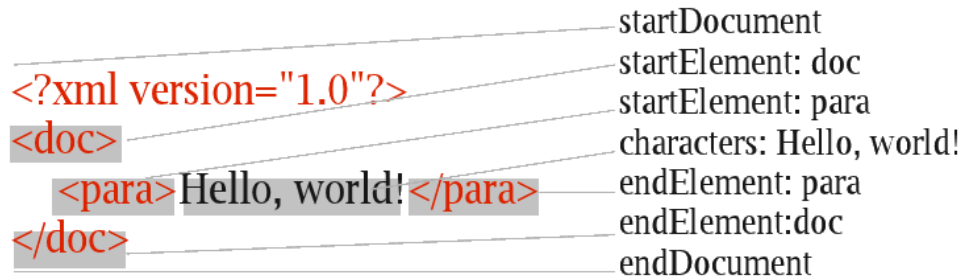 startDocument
<?xml version="1.0"?>
startElement: doc
<doc>
startElement: para
characters: Hello, world!
<para>Hello, world!</para>
endElement: para
</doc>
endElement:doc
endDocument